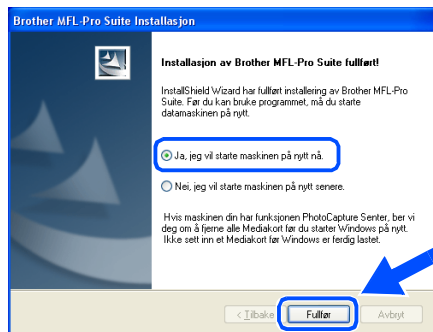 Brother MFL-Pro Suite Installasjon
Installasjon av Brother MFL-Pro Suite fullført!
InstallShield Wizard har fullført installering av Brother MFL-Pro
Suite. Før du kan bruke programmet, må du starte
datamaskinen på nytt.
Ja, jeg vil starte maskinen på nytt nå.
Nei, jeg vil starte maskinen på nytt senere.
Hvis maskinen din har funksjonen PhotoCapture Senter, ber vi
deg om å fjerne alle Mediakort før du starter Windows på nytt.
Ikke sett inn et Mediakort før Windows er ferdig lastet.
< Tilbake Fullfør Avbryt